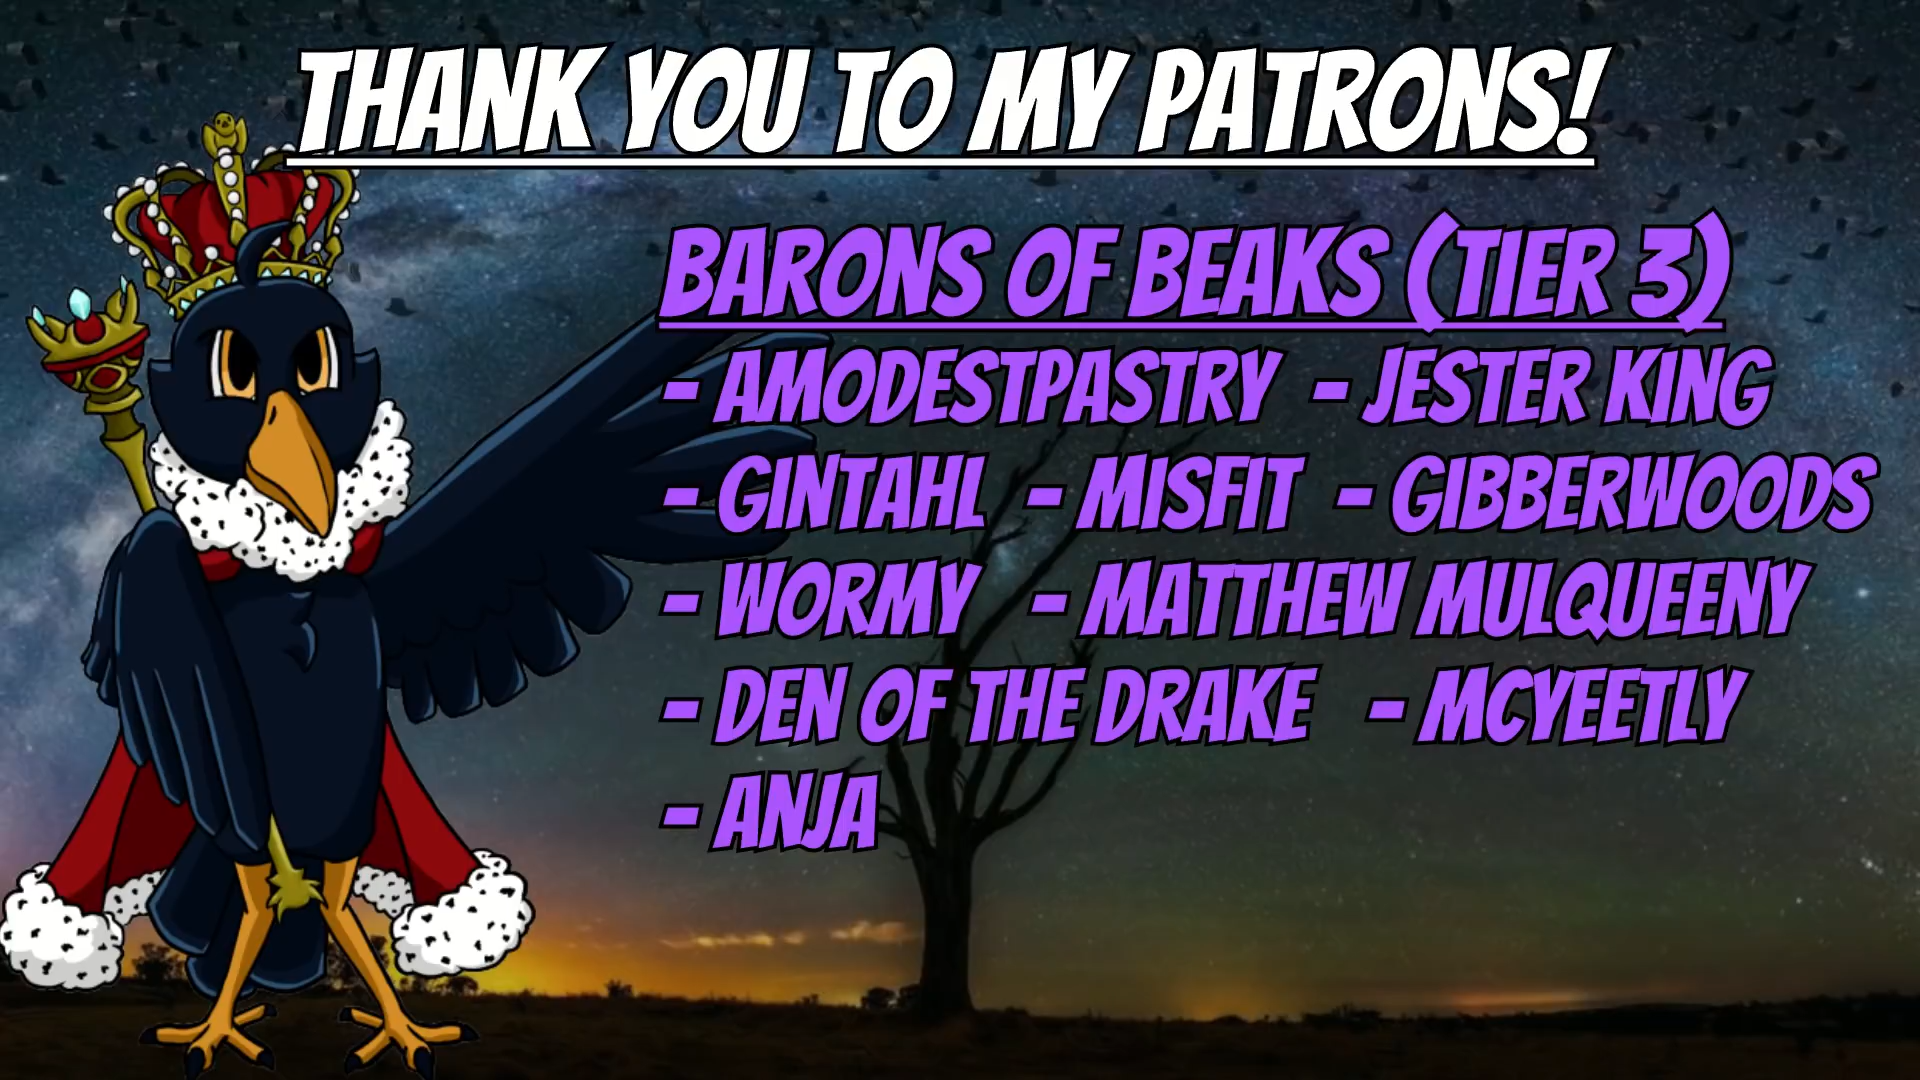 THANK YOU TO MY PATRONS!
BARONS OF BEAKS (TIER 3)
- AMODESTPASTRY - JESTER KING
- GINTAHL - MISFIT - GIBBERWOODS
- WORMY - MATTHEW MULQUEENY
- DEN OF THE DRAKE - MCYEETLY
- ANJA